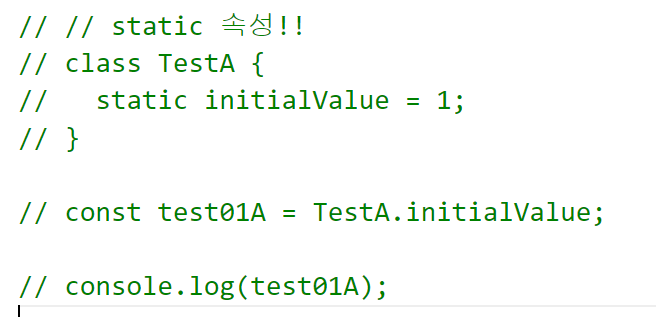 // // static 속성!!
// class TestA {
//   static initialValue = 1;
// }
// const test01A = TestA.initialValue;
// console.log(test01A);